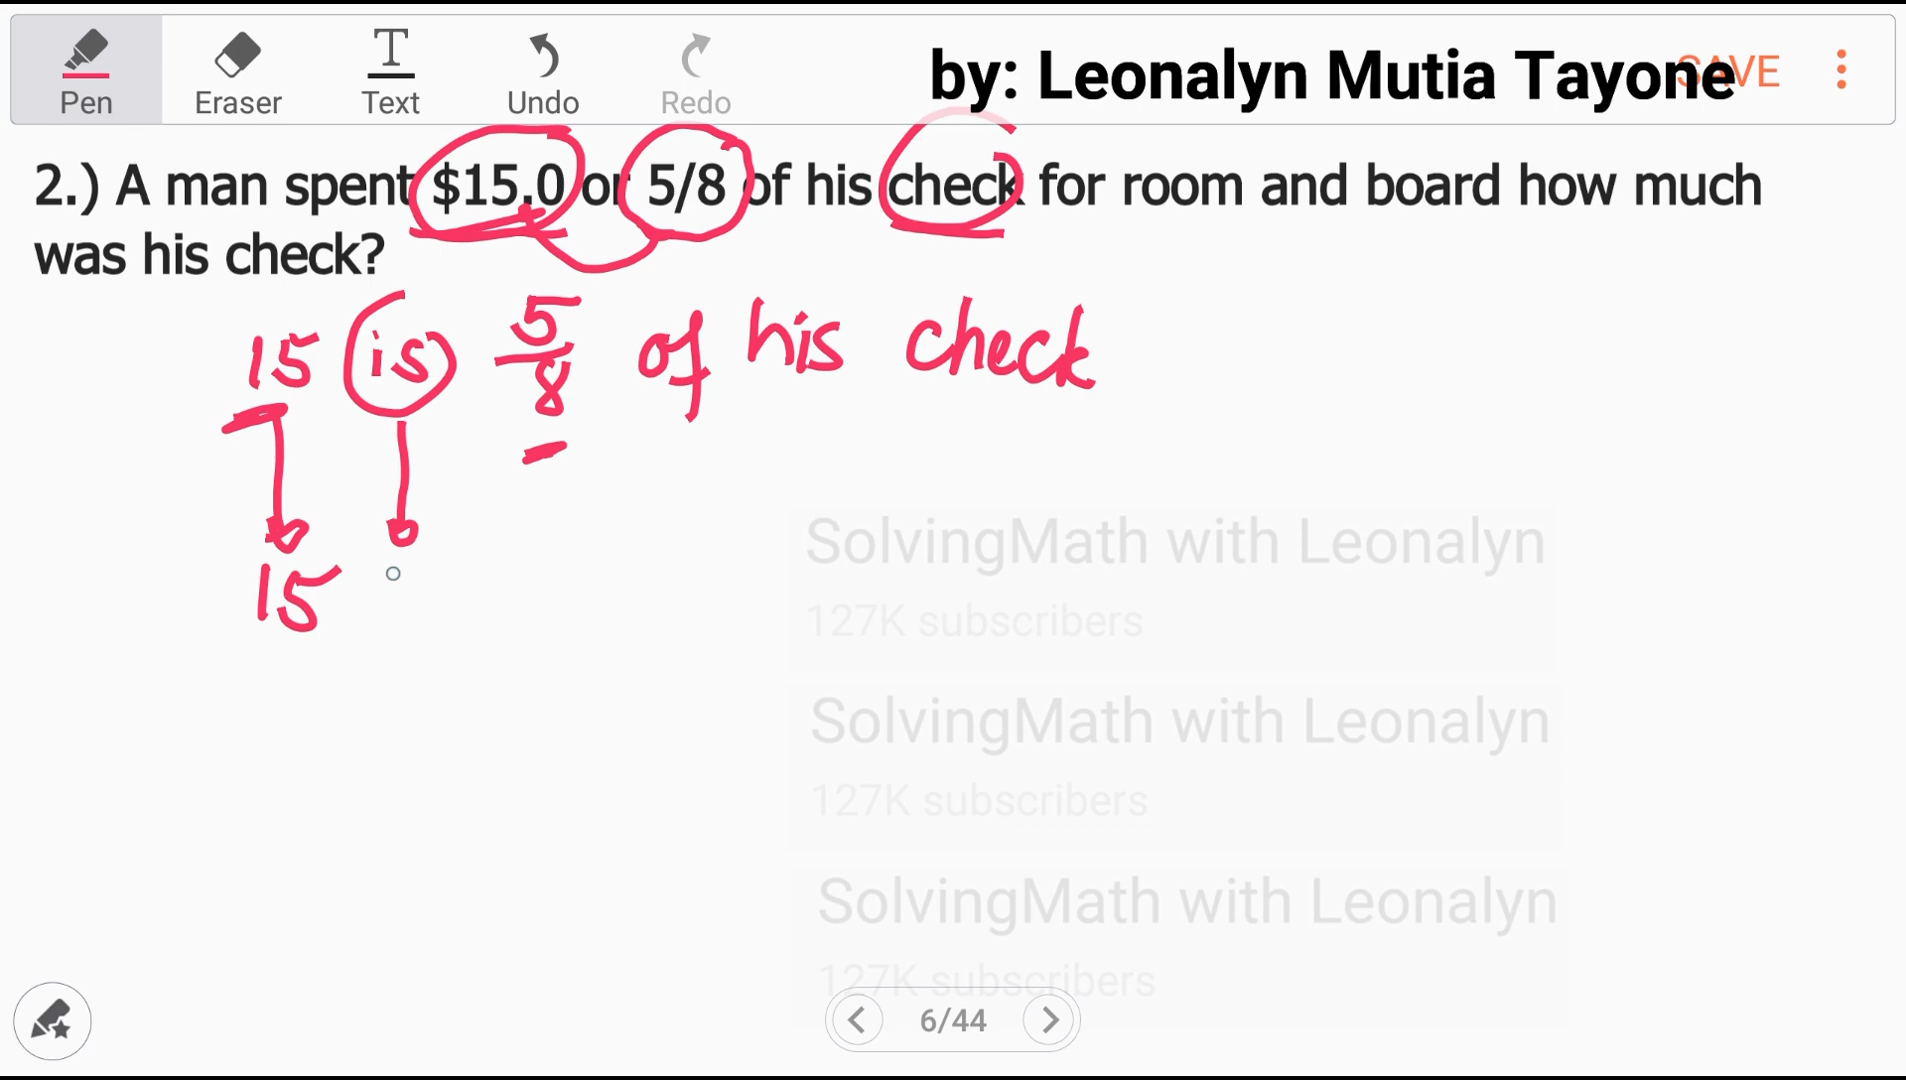 Pen
Eraser
Text
Undo
Redo
by: Leonalyn Mutia Tayone
2.) A man spent $15.0 or 5/8 of his check for room and board how much
was his check?
15 is 5/8 of his check
15
SolvingMath with Leonalyn
127K subscribers
SolvingMath with Leonalyn
127K subscribers
SolvingMath with Leonalyn
127K subscribers
6/44